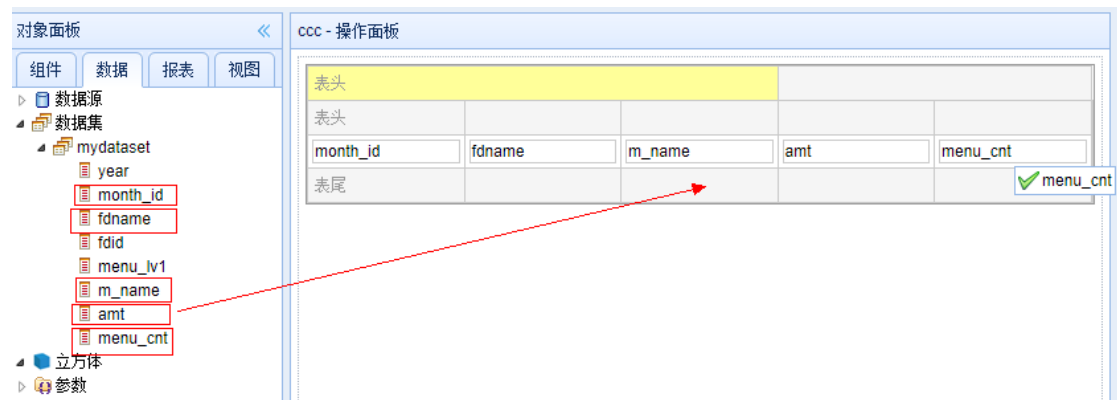 对象面板
组件 数据 报表 视图
数据源
数据集
mydataset
year
month_id
fdname
fdid
menu_lv1
m_name
amt
menu_cnt
立方体
参数
ccc - 操作面板
表头
表头
month_id fdname m_name amt menu_cnt
表尾
menu_cnt